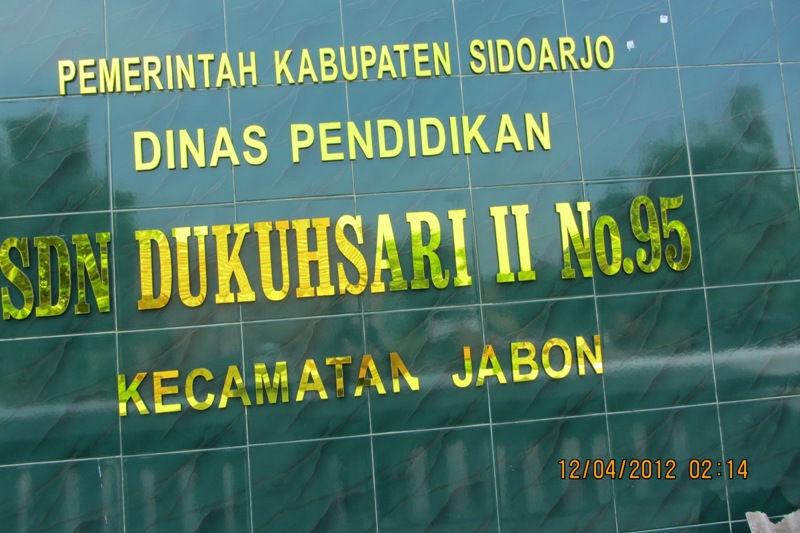 PEMERINTAH KABUPATEN SIDOARJO
DINAS PENDIDIKAN
SDN DUKUHSARI II No.95
KECAMATAN JABON
12/04/2012 02:14